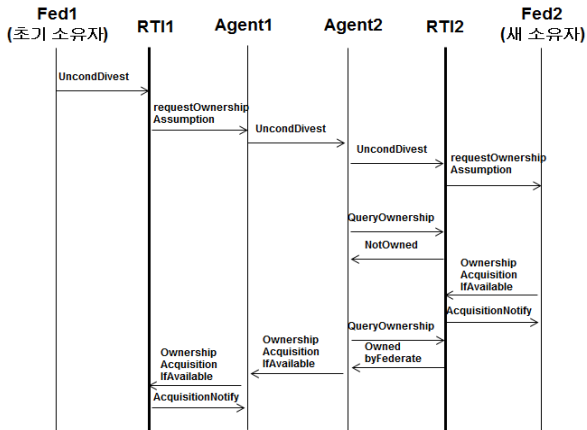 Fed1
(초기 소유자)
RTI1
Agent1
Agent2
RTI2
Fed2
(새 소유자)
UncondDivest
requestOwnership
Assumption
UncondDivest
UncondDivest
requestOwnership
Assumption
QueryOwnership
NotOwned
Ownership
Acquisition
IfAvailable
AcquisitionNotify
QueryOwnership
Owned
byFederate
Ownership
Acquisition
IfAvailable
Ownership
Acquisition
IfAvailable
AcquisitionNotify